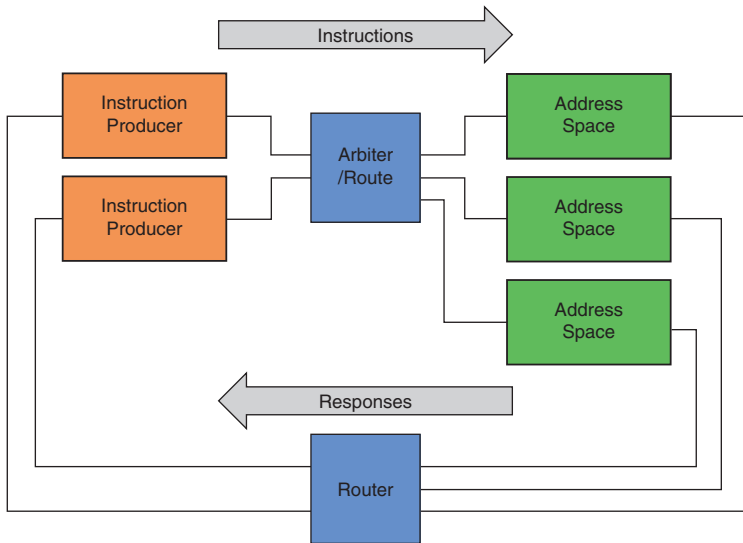 Instructions
Instruction
Producer
Address
Space
Arbiter
/Route
Instruction
Producer
Address
Space
Address
Space
Responses
Router